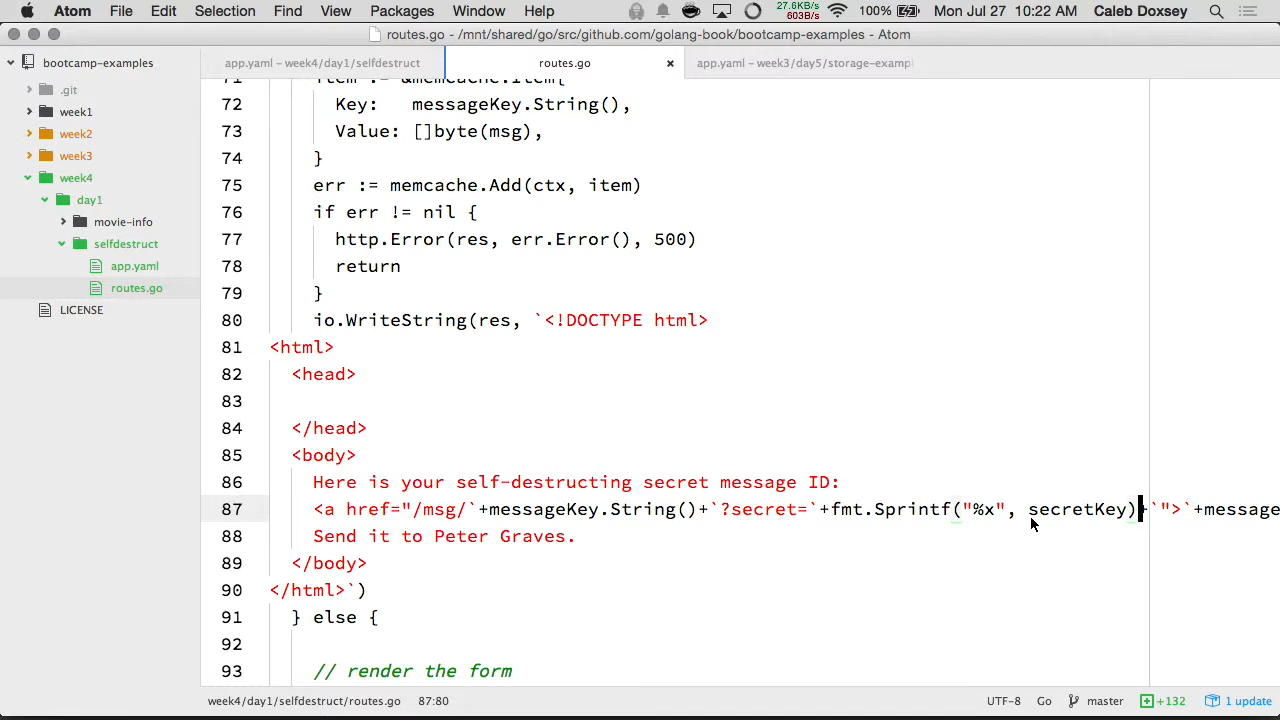 Atom File Edit Selection Find View Packages Window Help 27.6KB/s 603B/s 100% Mon Jul 27 10:22 AM Caleb Doxsey
routes.go - /mnt/shared/go/src/github.com/golang-book/bootcamp-examples - Atom
bootcamp-examples
.git
week1
week2
week3
week4
day1
movie-info
selfdestruct
app.yaml
routes.go
LICENSE
app.yaml – week4/day1/selfdestruct routes.go app.yaml – week3/day5/storage-exampl
71 item := &memcache.Item{
72 Key: messageKey.String(),
73 Value: []byte(msg),
74 }
75 err := memcache.Add(ctx, item)
76 if err != nil {
77 http.Error(res, err.Error(), 500)
78 return
79 }
80 io.WriteString(res, `<!DOCTYPE html>
81 <html>
82 <head>
83
84 </head>
85 <body>
86 Here is your self-destructing secret message ID:
87 <a href="/msg/`+messageKey.String()+`?secret=`+fmt.Sprintf("%x", secretKey)+`">`+message
88 Send it to Peter Graves.
89 </body>
90 </html>`)
91 } else {
92
93 // render the form
week4/day1/selfdestruct/routes.go 87:80 UTF-8 Go master +132 1 update